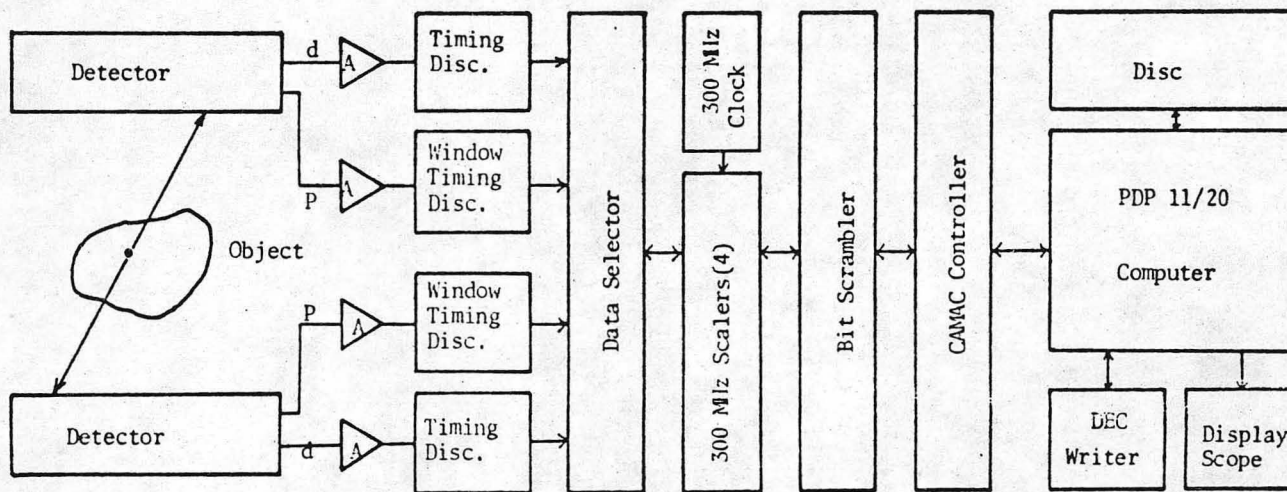 Detector
d
A
Timing
Disc.
P
A
Window
Timing
Disc.
Object
P
A
Window
Timing
Disc.
Detector
d
A
Timing
Disc.
Data Selector
300 MHz
Clock
300 MHz Scalers(4)
Bit Scrambler
CAMAC Controller
Disc
PDP 11/20
Computer
DEC
Writer
Display
Scope